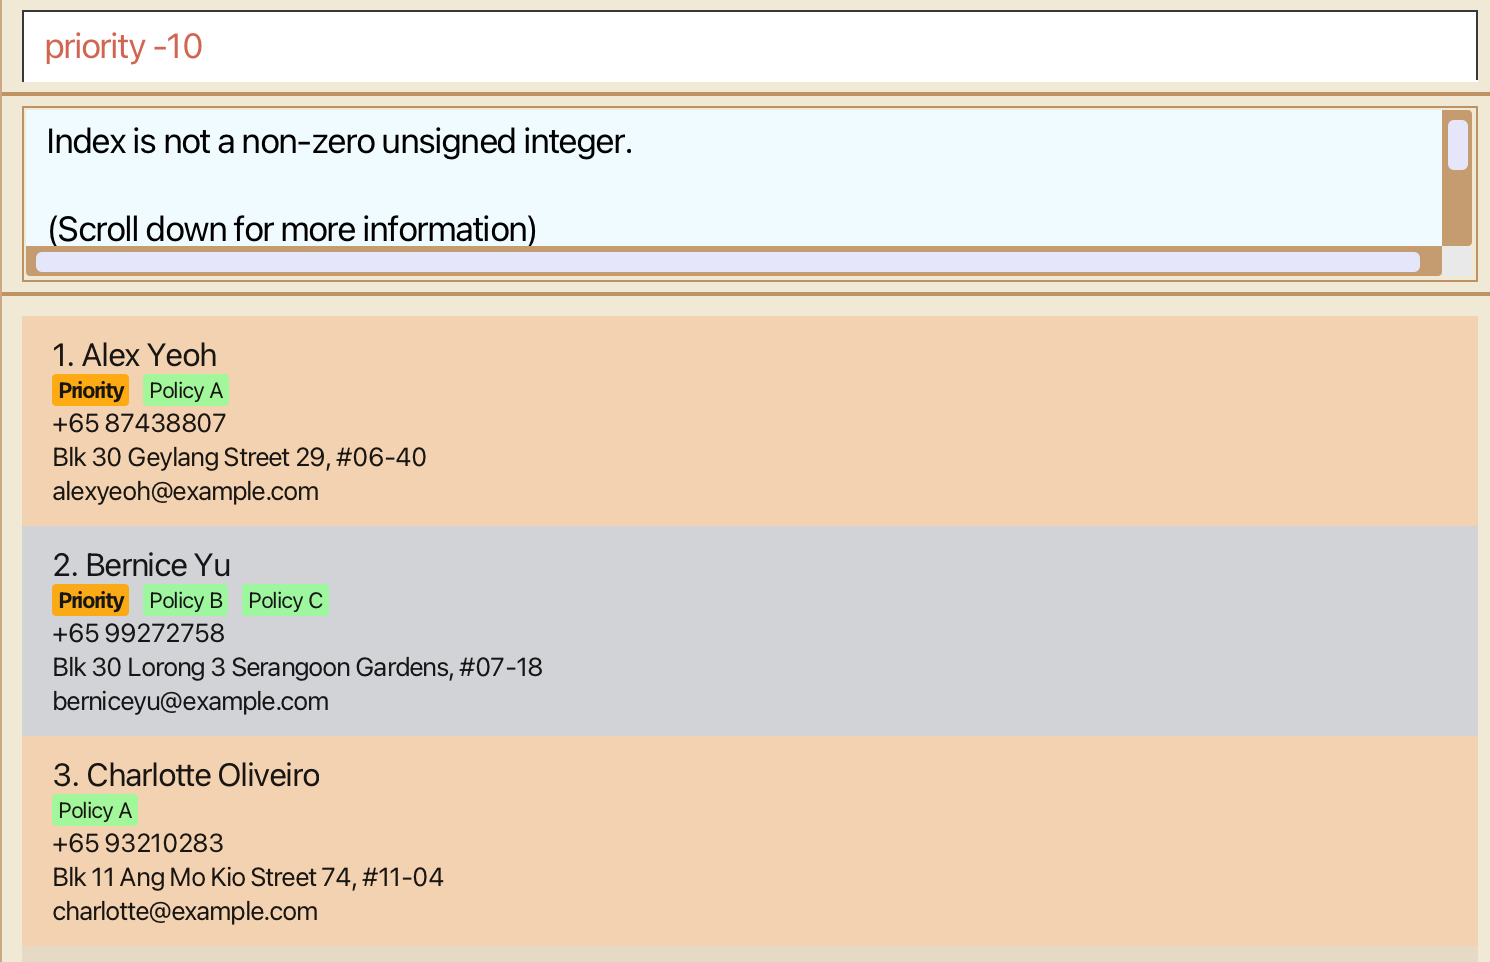 priority -10
Index is not a non-zero unsigned integer.
(Scroll down for more information)
1. Alex Yeoh
Priority Policy A
+65 87438807
Blk 30 Geylang Street 29, #06-40
alexyeoh@example.com
2. Bernice Yu
Priority Policy B Policy C
+65 99272758
Blk 30 Lorong 3 Serangoon Gardens, #07-18
berniceyu@example.com
3. Charlotte Oliveiro
Policy A
+65 93210283
Blk 11 Ang Mo Kio Street 74, #11-04
charlotte@example.com